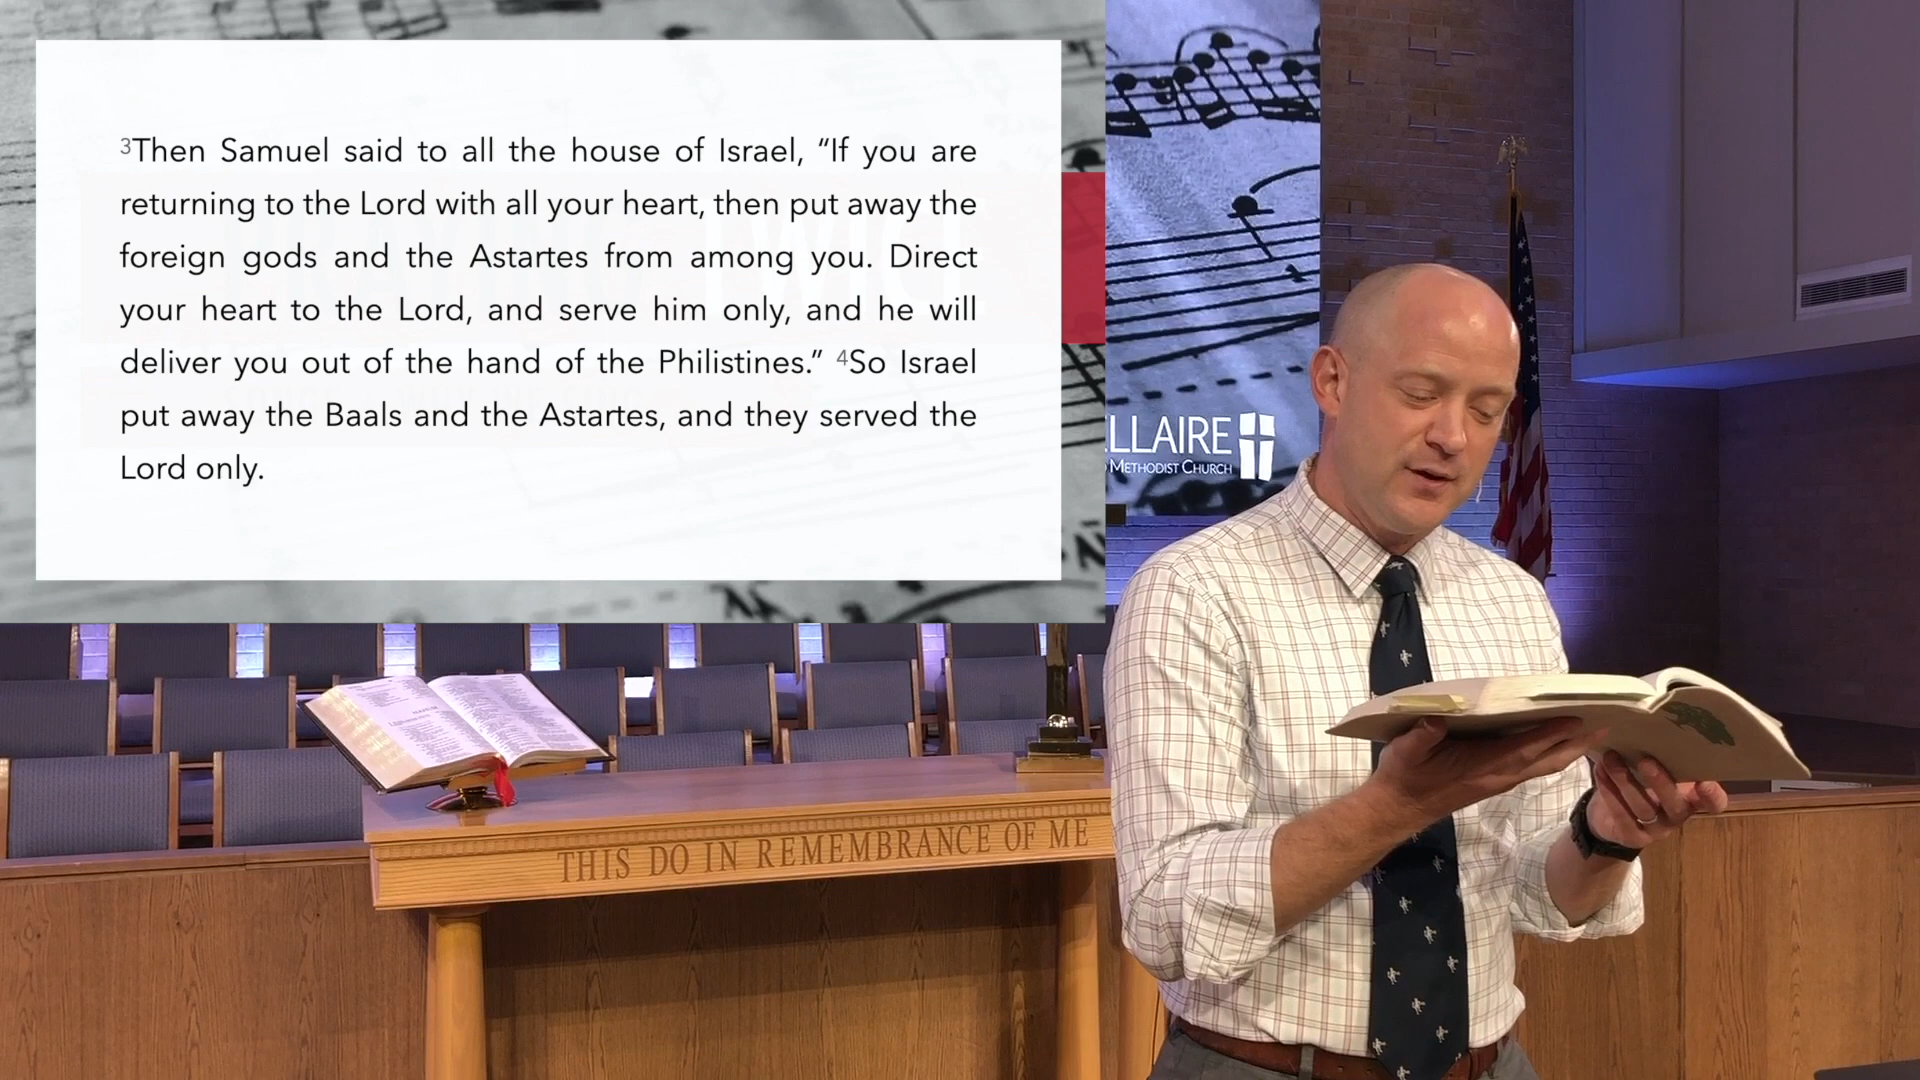 ³Then Samuel said to all the house of Israel, “If you are
returning to the Lord with all your heart, then put away the
foreign gods and the Astartes from among you. Direct
your heart to the Lord, and serve him only, and he will
deliver you out of the hand of the Philistines.” ⁴So Israel
put away the Baals and the Astartes, and they served the
Lord only.
LLAIRE
METHODIST CHURCH
THIS DO IN REMEMBRANCE OF ME